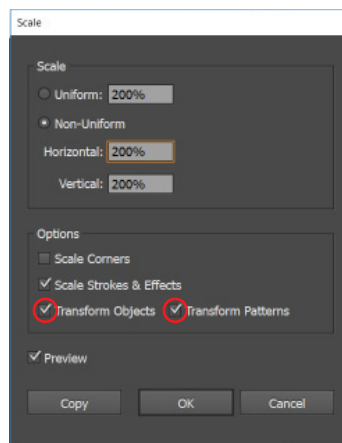 Scale
Scale
Uniform: 200%
Non-Uniform
Horizontal: 200%
Vertical: 200%
Options
Scale Corners
Scale Strokes & Effects
Transform Objects Transform Patterns
Preview
Copy OK Cancel